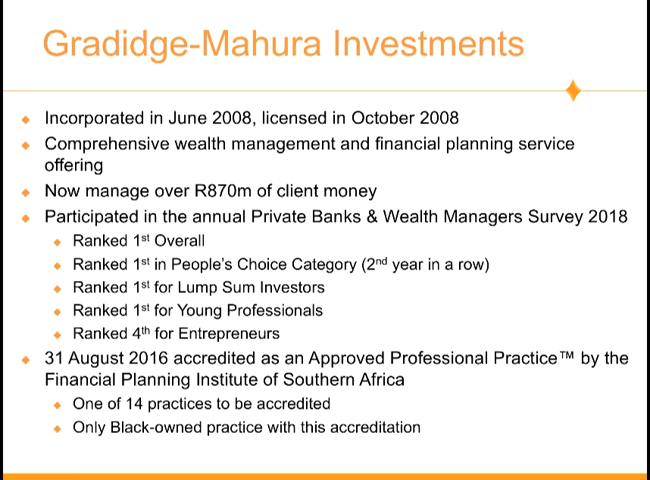 Gradidge-Mahura Investments
Incorporated in June 2008, licensed in October 2008
Comprehensive wealth management and financial planning service
offering
Now manage over R870m of client money
Participated in the annual Private Banks & Wealth Managers Survey 2018
Ranked 1st Overall
Ranked 1st in People's Choice Category (2nd year in a row)
Ranked 1st for Lump Sum Investors
Ranked 1st for Young Professionals
Ranked 4th for Entrepreneurs
31 August 2016 accredited as an Approved Professional Practice™ by the
Financial Planning Institute of Southern Africa
One of 14 practices to be accredited
Only Black-owned practice with this accreditation